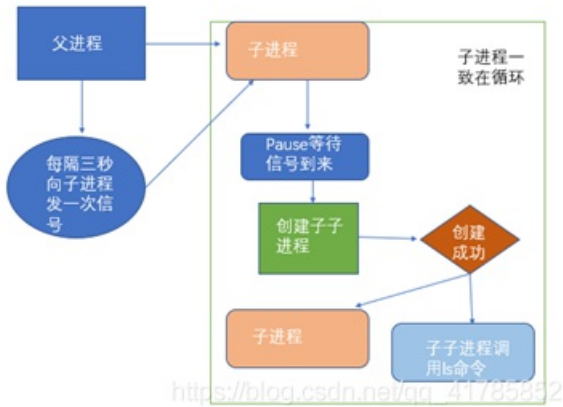 父进程
子进程
子进程一
致在循环
每隔三秒
向子进程
发一次信
号
Pause等待
信号到来
创建子子
进程
创建
成功
子进程
子子进程调
用ls命令
https://blog.csdn.net/qq_41785852